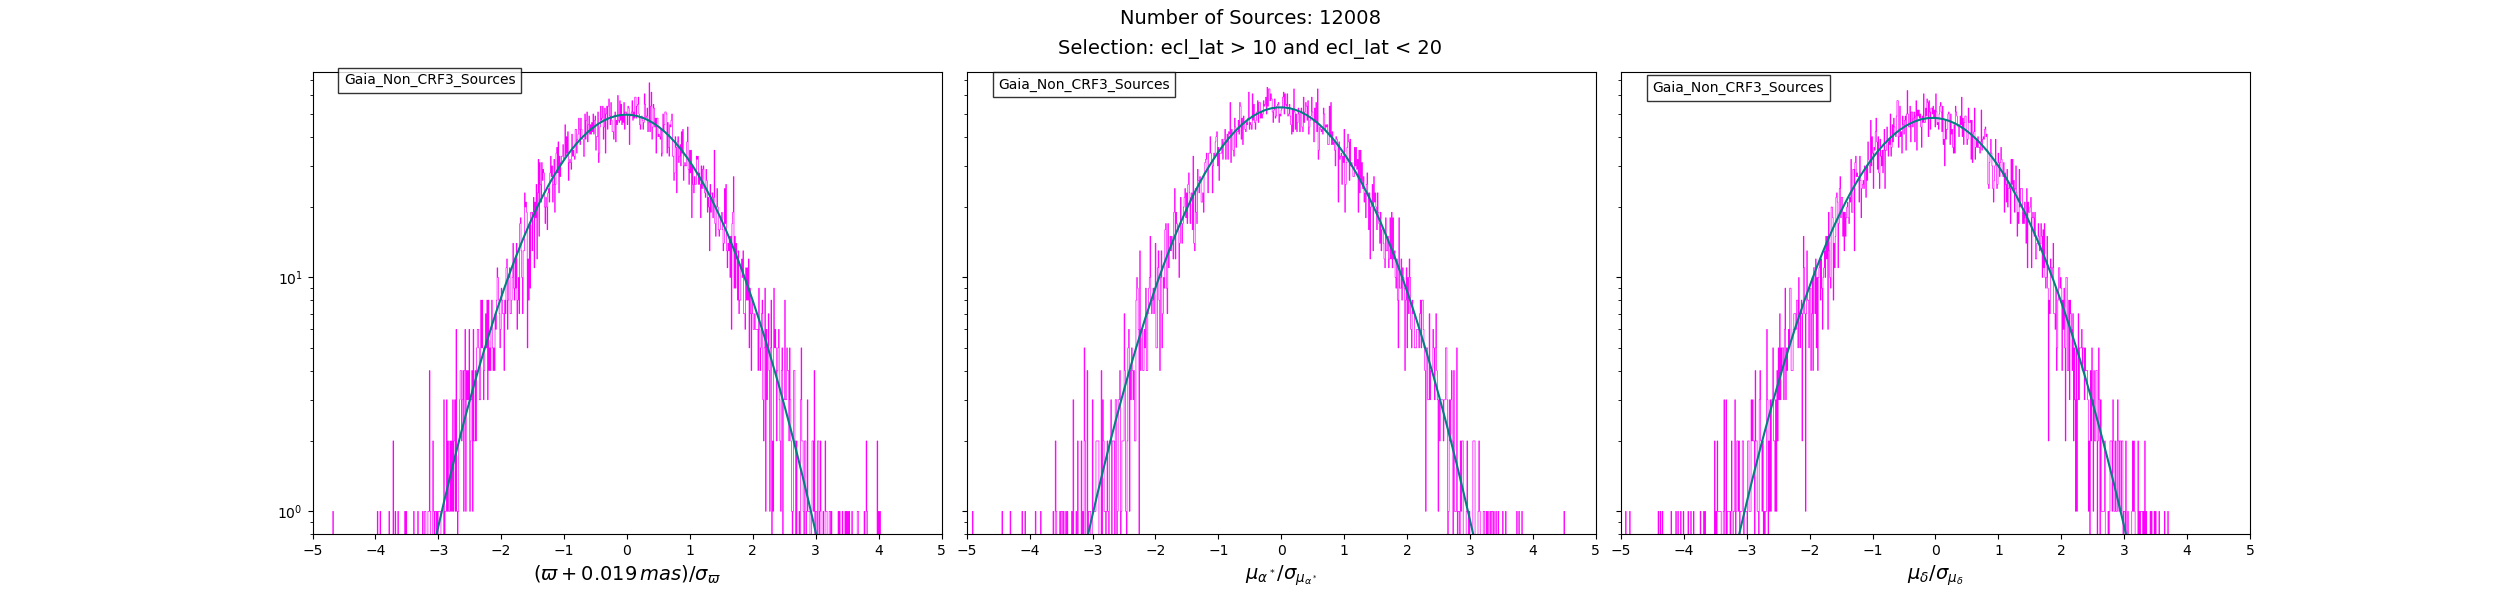 Number of Sources: 12008
Selection: ecl_lat > 10 and ecl_lat < 20
Gaia_Non_CRF3_Sources
Gaia_Non_CRF3_Sources
Gaia_Non_CRF3_Sources
10¹
10⁰
−5 −4 −3 −2 −1 0 1 2 3 4 5
−5 −4 −3 −2 −1 0 1 2 3 4 5
−5 −4 −3 −2 −1 0 1 2 3 4 5
(ϖ + 0.019 mas)/σ_ϖ
μ_α*/σ_μ_α*
μ_δ/σ_μ_δ